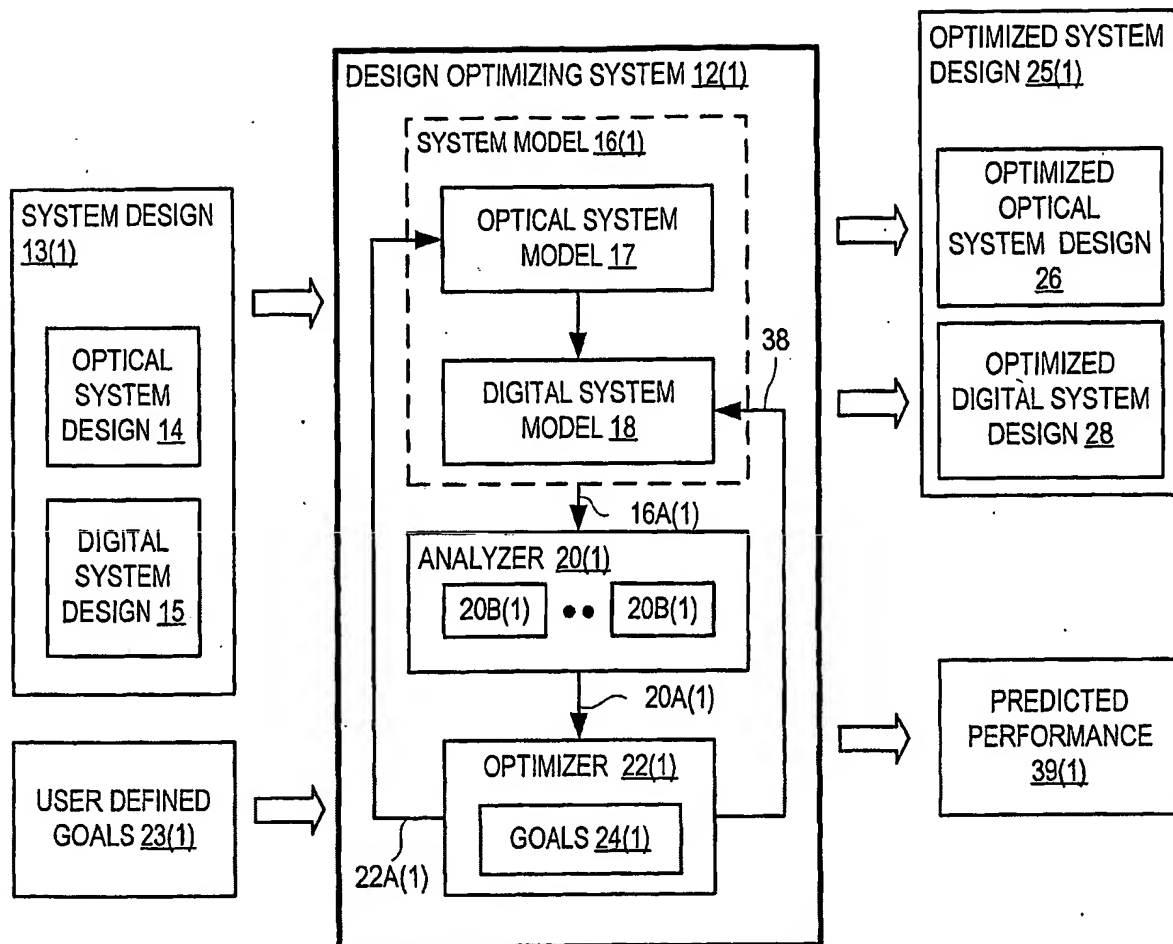 SYSTEM DESIGN
13(1)
OPTICAL
SYSTEM
DESIGN 14
DIGITAL
SYSTEM
DESIGN 15
USER DEFINED
GOALS 23(1)
DESIGN OPTIMIZING SYSTEM 12(1)
SYSTEM MODEL 16(1)
OPTICAL SYSTEM
MODEL 17
DIGITAL SYSTEM
MODEL 18
38
16A(1)
ANALYZER 20(1)
20B(1) •• 20B(1)
20A(1)
OPTIMIZER 22(1)
GOALS 24(1)
22A(1)
OPTIMIZED SYSTEM
DESIGN 25(1)
OPTIMIZED
OPTICAL
SYSTEM DESIGN
26
OPTIMIZED
DIGITAL SYSTEM
DESIGN 28
PREDICTED
PERFORMANCE
39(1)